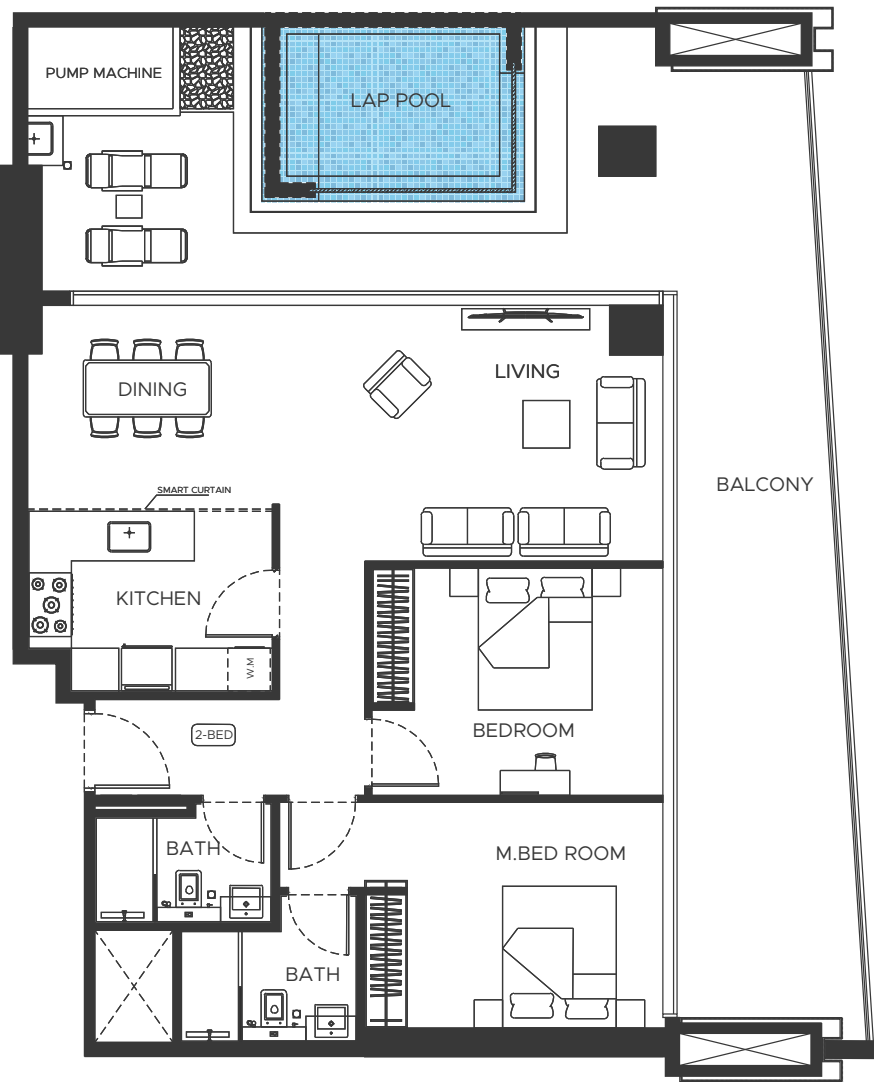 PUMP MACHINE
LAP POOL
LIVING
DINING
BALCONY
SMART CURTAIN
KITCHEN
W.M
2-BED
BEDROOM
BATH
M.BED ROOM
BATH